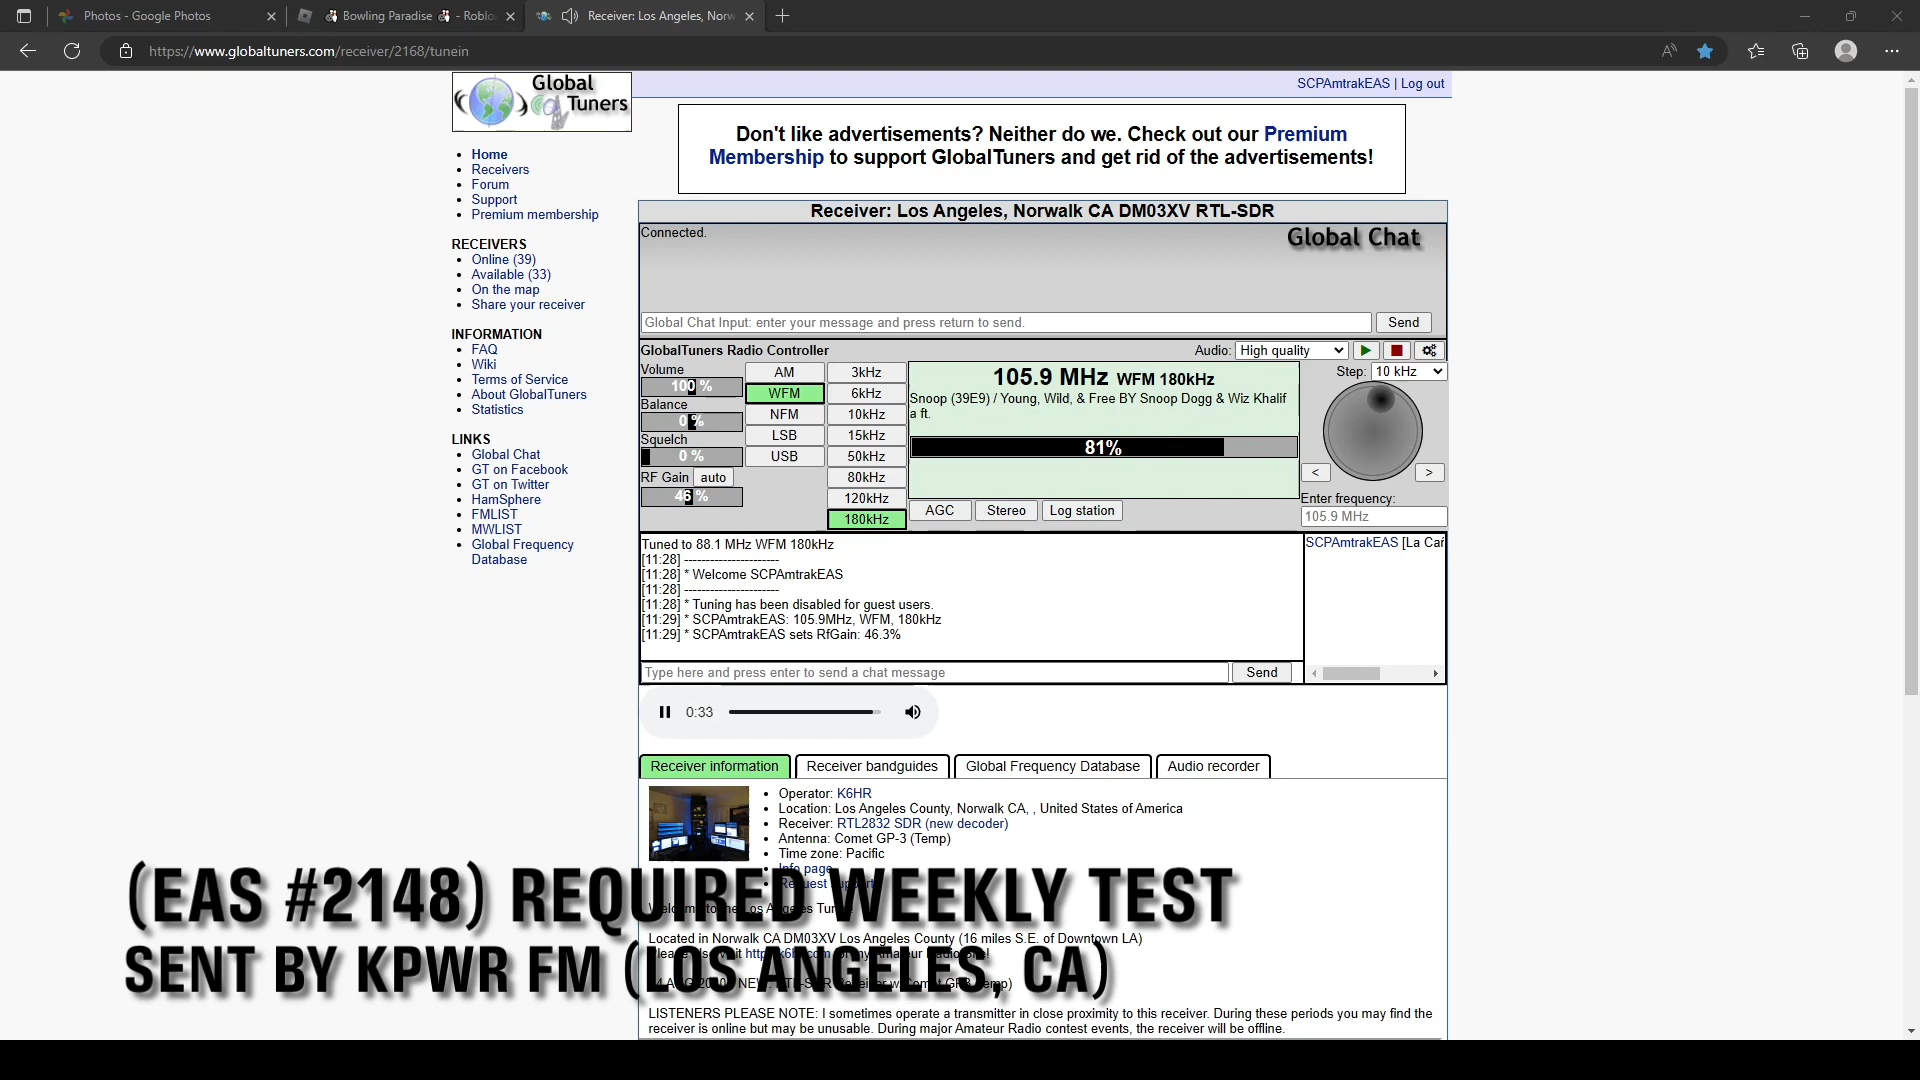 Photos - Google Photos
Bowling Paradise - Roblo
Receiver: Los Angeles, Norw
https://www.globaltuners.com/receiver/2168/tunein
Global Tuners
SCPAmtrakEAS | Log out
Don't like advertisements? Neither do we. Check out our Premium
Membership to support GlobalTuners and get rid of the advertisements!
Home
Receivers
Forum
Support
Premium membership
RECEIVERS
Online (39)
Available (33)
On the map
Share your receiver
INFORMATION
FAQ
Wiki
Terms of Service
About GlobalTuners
Statistics
LINKS
Global Chat
GT on Facebook
GT on Twitter
HamSphere
FMLIST
MWLIST
Global Frequency
Database
Receiver: Los Angeles, Norwalk CA DM03XV RTL-SDR
Connected.
Global Chat
Global Chat Input: enter your message and press return to send.
Send
GlobalTuners Radio Controller
Audio: High quality
Volume
100 %
Balance
0 %
Squelch
0 %
RF Gain auto
46 %
AM
WFM
NFM
LSB
USB
3kHz
6kHz
10kHz
15kHz
50kHz
80kHz
120kHz
180kHz
105.9 MHz WFM 180kHz
Snoop (39E9) / Young, Wild, & Free BY Snoop Dogg & Wiz Khalif
a ft.
81%
AGC
Stereo
Log station
Step: 10 kHz
<
>
Enter frequency:
105.9 MHz
Tuned to 88.1 MHz WFM 180kHz
[11:28] ----------------------
[11:28] * Welcome SCPAmtrakEAS
[11:28] ----------------------
[11:28] * Tuning has been disabled for guest users.
[11:29] * SCPAmtrakEAS: 105.9MHz, WFM, 180kHz
[11:29] * SCPAmtrakEAS sets RfGain: 46.3%
SCPAmtrakEAS [La Cañ
Type here and press enter to send a chat message
Send
0:33
Receiver information
Receiver bandguides
Global Frequency Database
Audio recorder
Operator: K6HR
Location: Los Angeles County, Norwalk CA, , United States of America
Receiver: RTL2832 SDR (new decoder)
Antenna: Comet GP-3 (Temp)
Time zone: Pacific
Info page
Request support
(EAS #2148) REQUIRED WEEKLY TEST
Located in Norwalk CA DM03XV Los Angeles County (16 miles S.E. of Downtown LA)
SENT BY KPWR FM (LOS ANGELES, CA)
LISTENERS PLEASE NOTE: I sometimes operate a transmitter in close proximity to this receiver. During these periods you may find the
receiver is online but may be unusable. During major Amateur Radio contest events, the receiver will be offline.